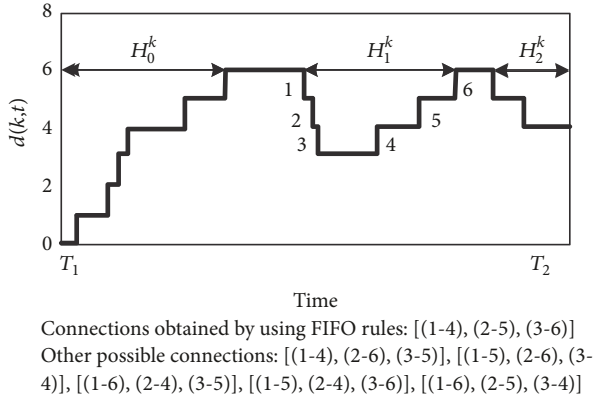 8
H_0^k H_1^k H_2^k
6
1 6
2 5
4
3 4
2
0
d(k,t)
T_1 T_2
Time
Connections obtained by using FIFO rules: [(1-4), (2-5), (3-6)]
Other possible connections: [(1-4), (2-6), (3-5)], [(1-5), (2-6), (3-
4)], [(1-6), (2-4), (3-5)], [(1-5), (2-4), (3-6)], [(1-6), (2-5), (3-4)]